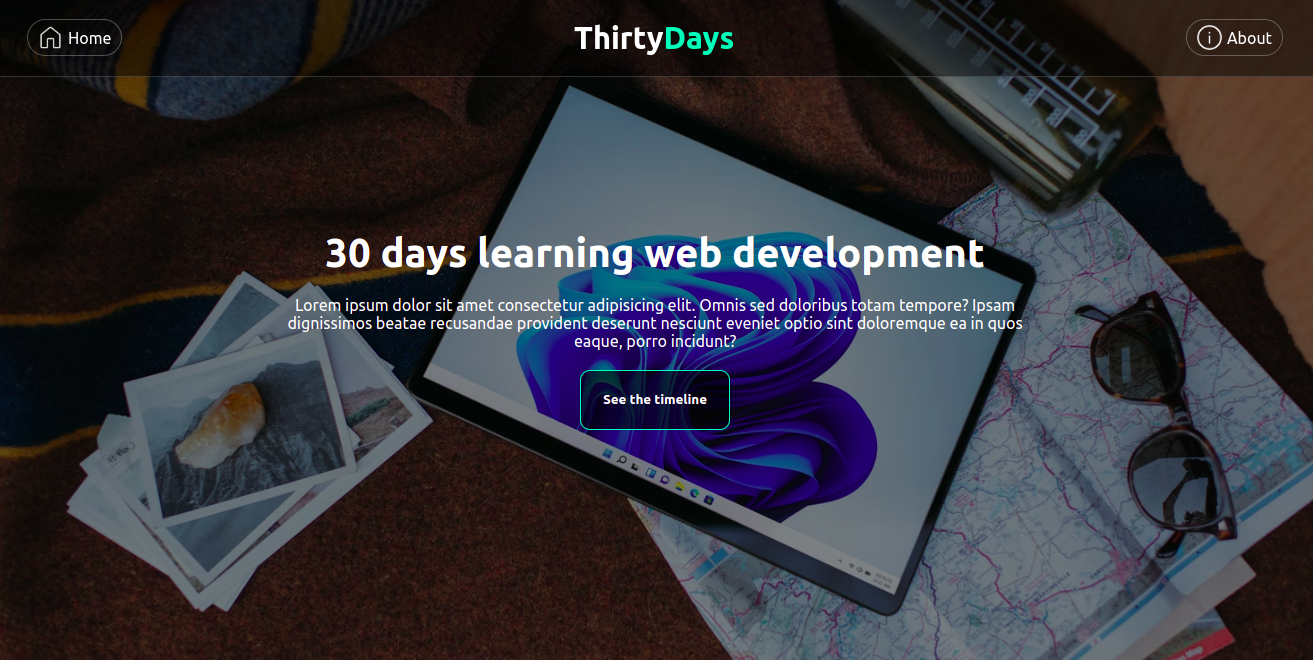 Home
ThirtyDays
About
30 days learning web development
Lorem ipsum dolor sit amet consectetur adipisicing elit. Omnis sed doloribus totam tempore? Ipsam
dignissimos beatae recusandae provident deserunt nesciunt eveniet optio sint doloremque ea in quos
eaque, porro incidunt?
See the timeline